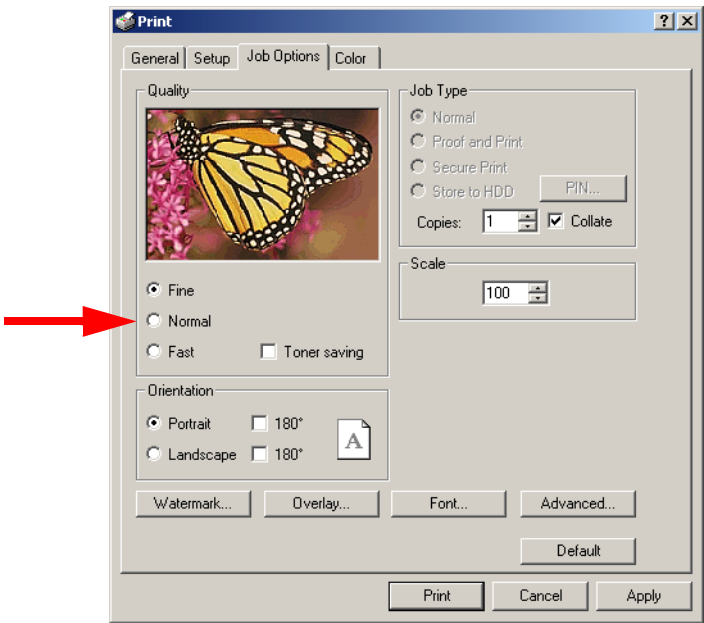 Print
General Setup Job Options Color
Quality
Fine
Normal
Fast Toner saving
Orientation
Portrait 180°
Landscape 180°
A
Job Type
Normal
Proof and Print
Secure Print
Store to HDD PIN...
Copies: 1 Collate
Scale
100
Watermark... Overlay... Font... Advanced...
Default
Print Cancel Apply